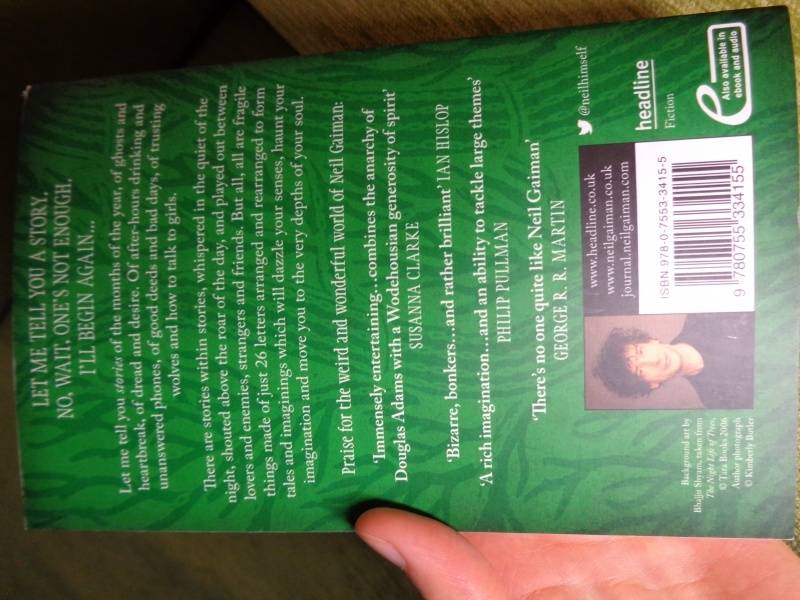 LET ME TELL YOU A STORY.
NO, WAIT, ONE'S NOT ENOUGH.
I'LL BEGIN AGAIN...
Let me tell you stories of the months of the year, of ghosts and
heartbreak, of dread and desire. Of after-hours drinking and
unanswered phones, of good deeds and bad days, of trusting
wolves and how to talk to girls.
There are stories within stories, whispered in the quiet of the
night, shouted above the roar of the day, and played out between
lovers and enemies, strangers and friends. But all, all are fragile
things made of just 26 letters arranged and rearranged to form
tales and imaginings which will dazzle your senses, haunt your
imagination and move you to the very depths of your soul.
Praise for the weird and wonderful world of Neil Gaiman:
'Immensely entertaining...combines the anarchy of
Douglas Adams with a Wodehousian generosity of spirit'
SUSANNA CLARKE
'Bizarre, bonkers...and rather brilliant' IAN HISLOP
'A rich imagination...and an ability to tackle large themes'
PHILIP PULLMAN
'There's no one quite like Neil Gaiman'
GEORGE R. R. MARTIN
Background art by
Bhajju Shyam, taken from
The Night Life of Trees,
© Tara Books 2006
Author photograph
© Kimberly Butler
www.headline.co.uk
www.neilgaiman.com
journal.neilgaiman.com
ISBN 978-0-7553-3415-5
9 780755 334155
@neilhimself
headline
Fiction
e
Also available in
ebook and audio